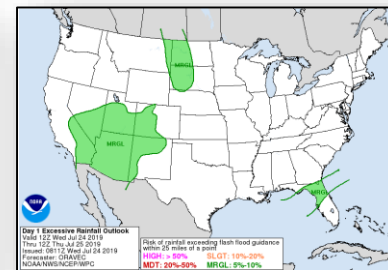 MRGL
MRGL
MRGL
noaa
Day 1 Excessive Rainfall Outlook
Valid 12Z Wed Jul 24 2019
Thru 12Z Thu Jul 25 2019
Issued: 0811Z Wed Jul 24 2019
Forecaster: ORAVEC
NOAA/NWS/NCEP/WPC
Risk of rainfall exceeding flash flood guidance
within 25 miles of a point
HIGH: > 50% SLGT: 10%-20%
MDT: 20%-50% MRGL: 5%-10%